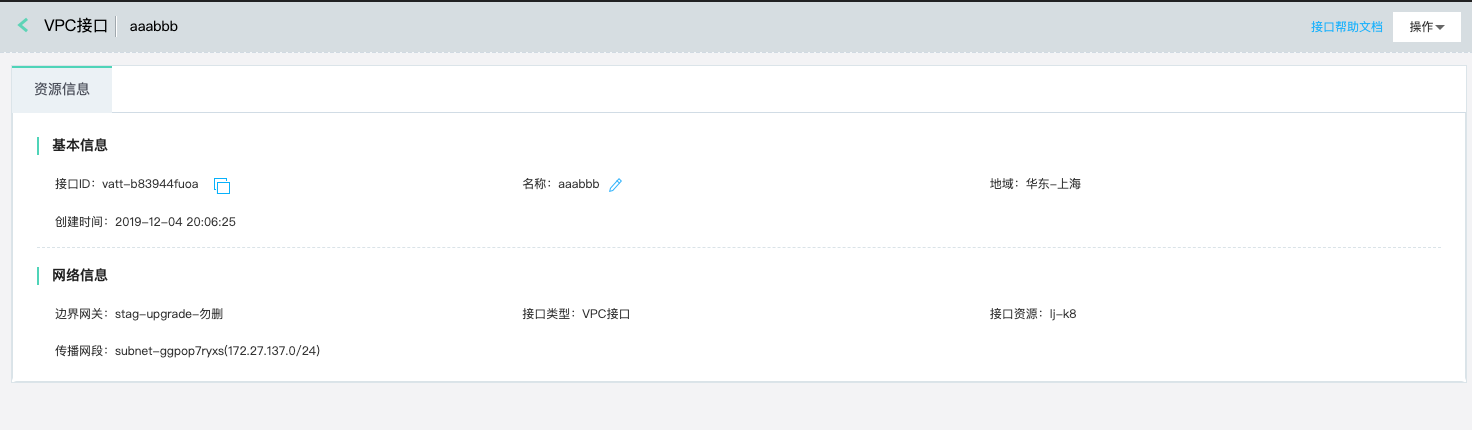 VPC接口 aaabbb 接口帮助文档 操作
资源信息
基本信息
接口ID：vatt-b83944fuoa 名称：aaabbb 地域：华东-上海
创建时间：2019-12-04 20:06:25
网络信息
边界网关：stag-upgrade-勿删 接口类型：VPC接口 接口资源：lj-k8
传播网段：subnet-ggpop7ryxs(172.27.137.0/24)